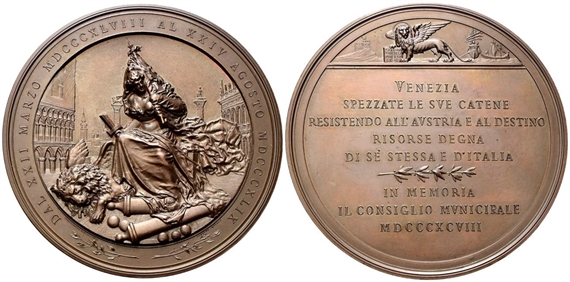 DAL XXII MARZO MDCCCXLVIII AL XXIV AGOSTO MDCCCXLIX
VENEZIA
SPEZZATE LE SVE CATENE
RESISTENDO ALL'AVSTRIA E AL DESTINO
RISORSE DEGNA
DI SÈ STESSA E D'ITALIA
IN MEMORIA
IL CONSIGLIO MVNICIPALE
MDCCCXCVIII